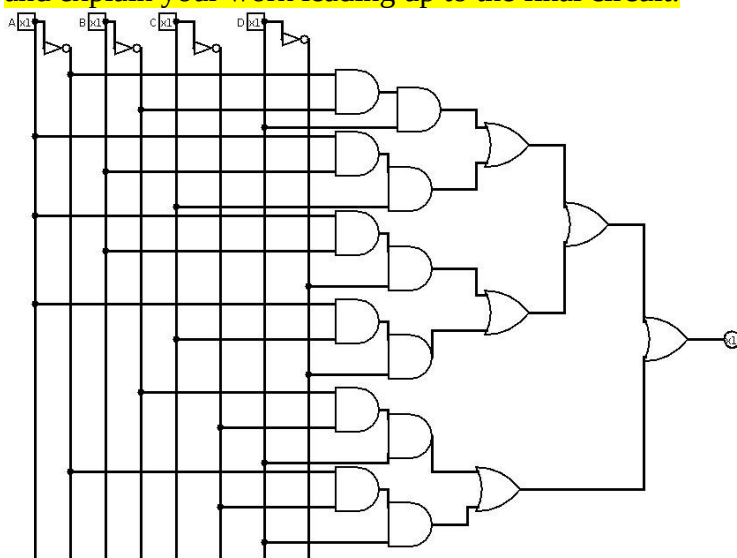 and explain your work leading up to the final circuit.
A x1 B x1 C x1 D x1
x1